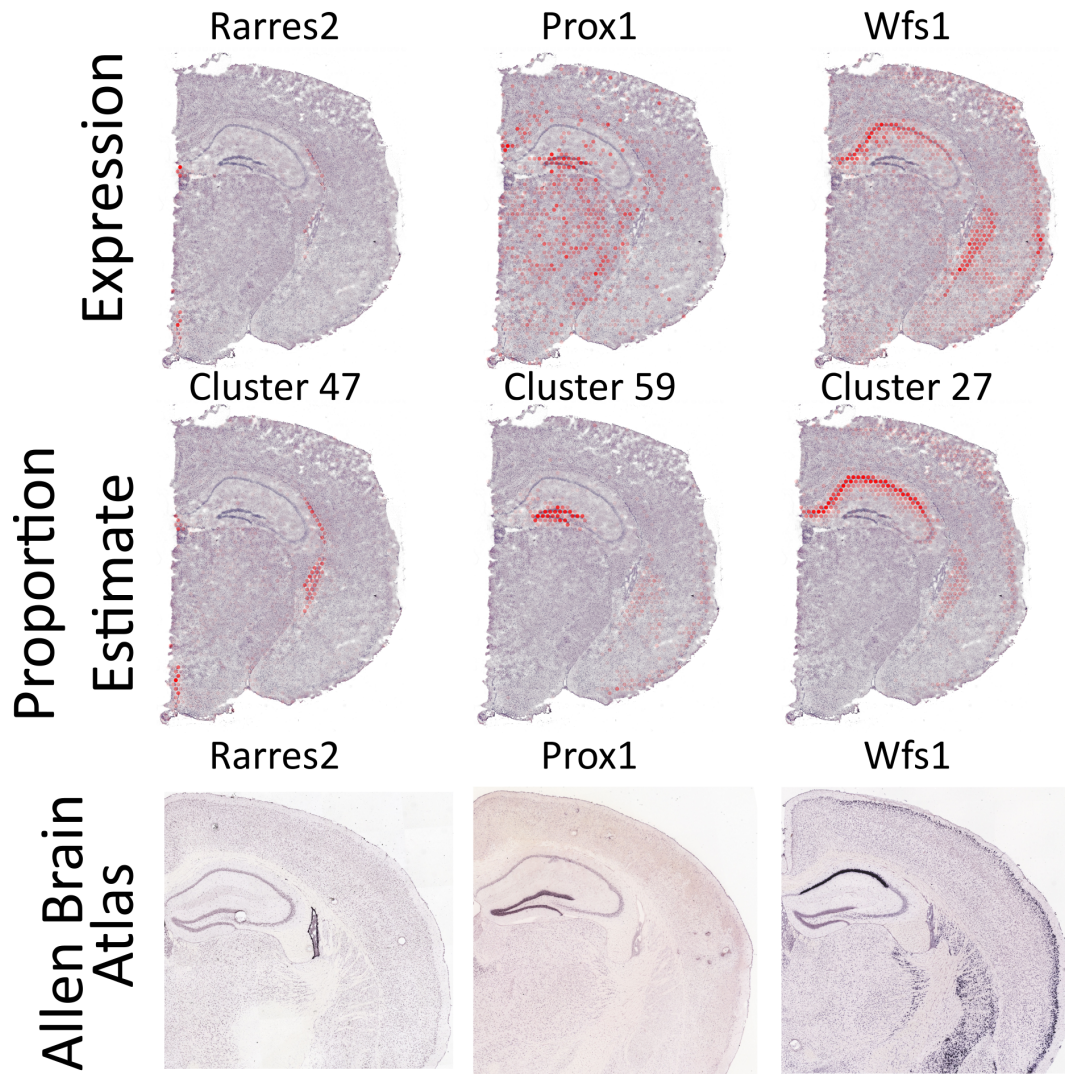 Rarres2 Prox1 Wfs1
Expression
Cluster 47 Cluster 59 Cluster 27
Proportion
Estimate
Rarres2 Prox1 Wfs1
Allen Brain
Atlas